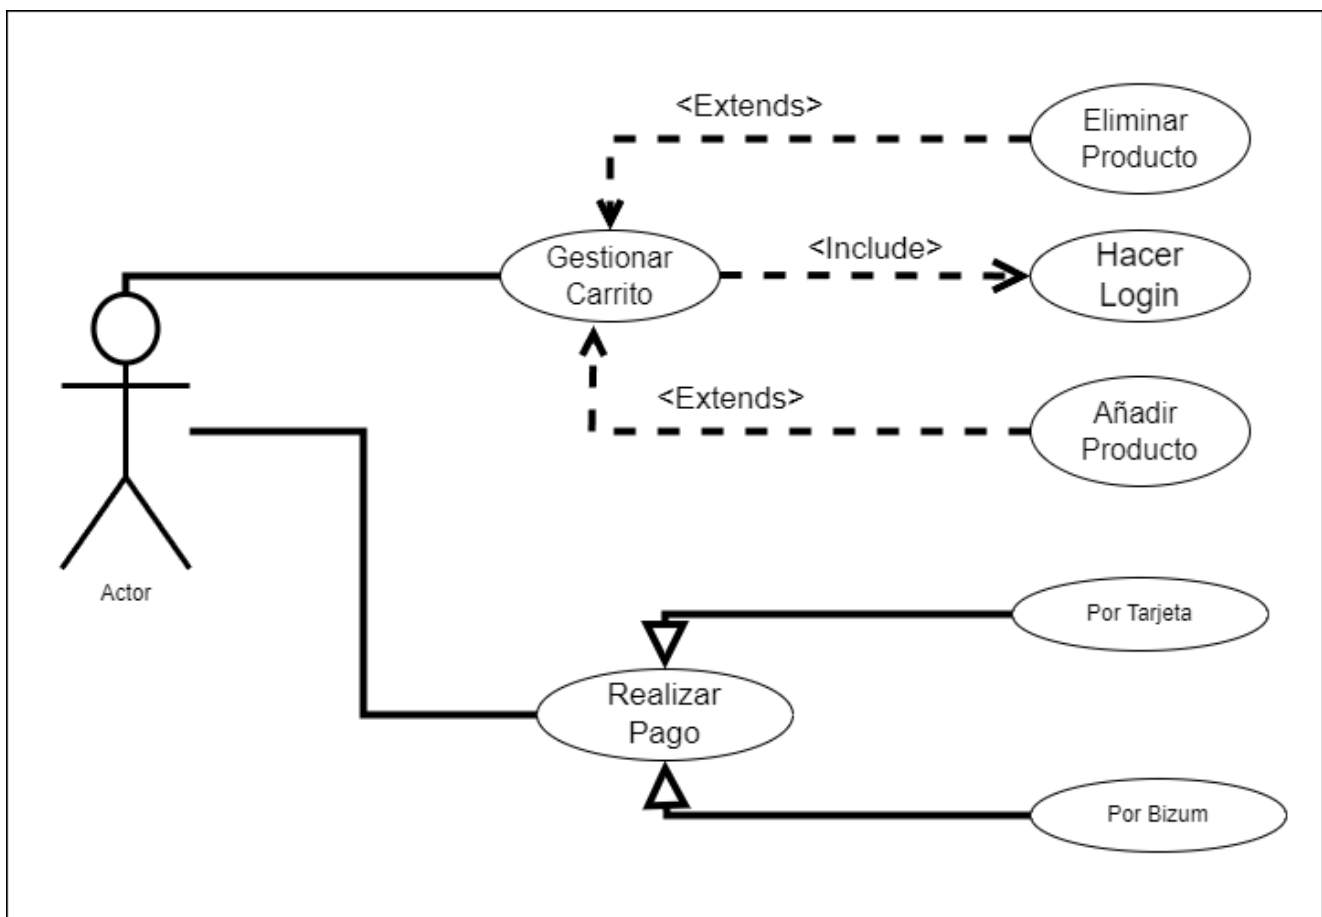 <Extends>
Eliminar
Producto
Gestionar
Carrito
<Include>
Hacer
Login
<Extends>
Añadir
Producto
Actor
Por Tarjeta
Realizar
Pago
Por Bizum